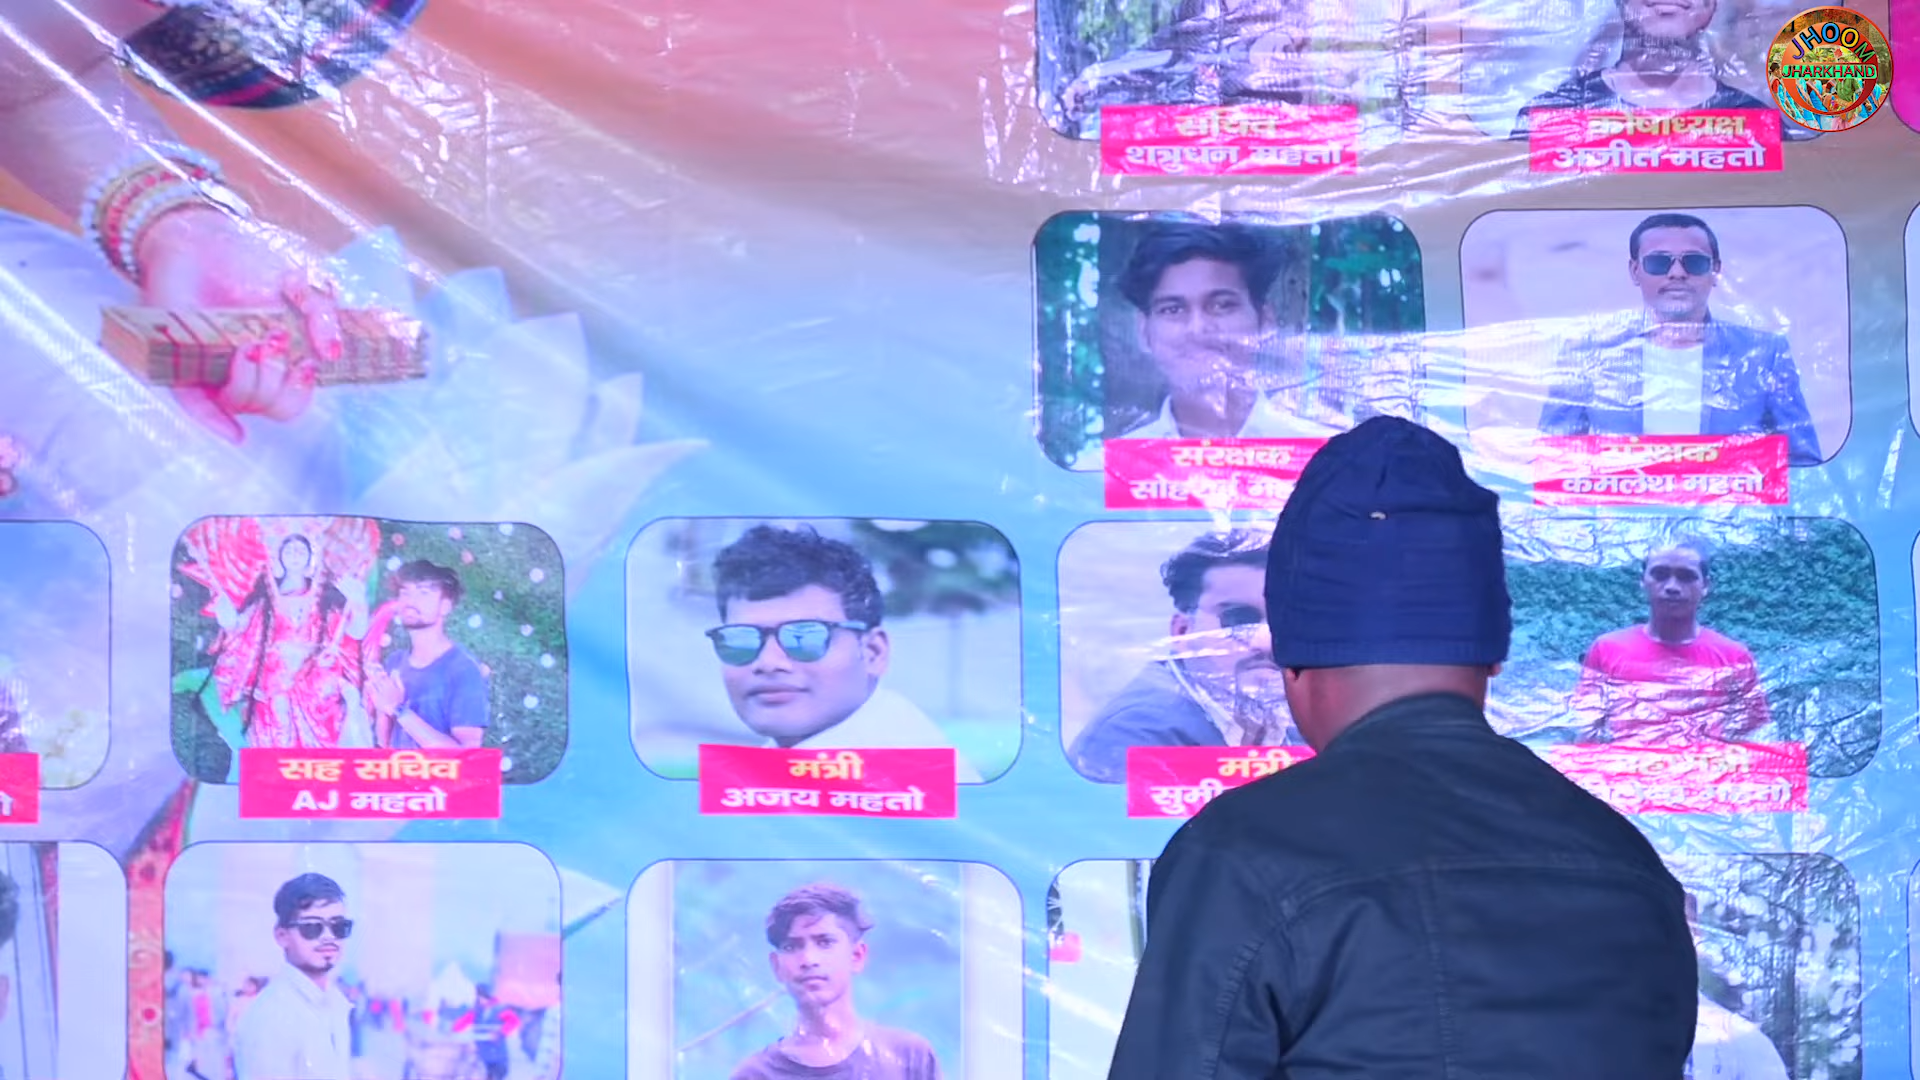 JHOOM
JHARKHAND
सचिव
शत्रुधन महतो
कोषाध्यक्ष
अजीत महतो
संरक्षक
संरक्षक
कमलेश महतो
सह सचिव
AJ महतो
मंत्री
अजय महतो
मंत्री
महतो